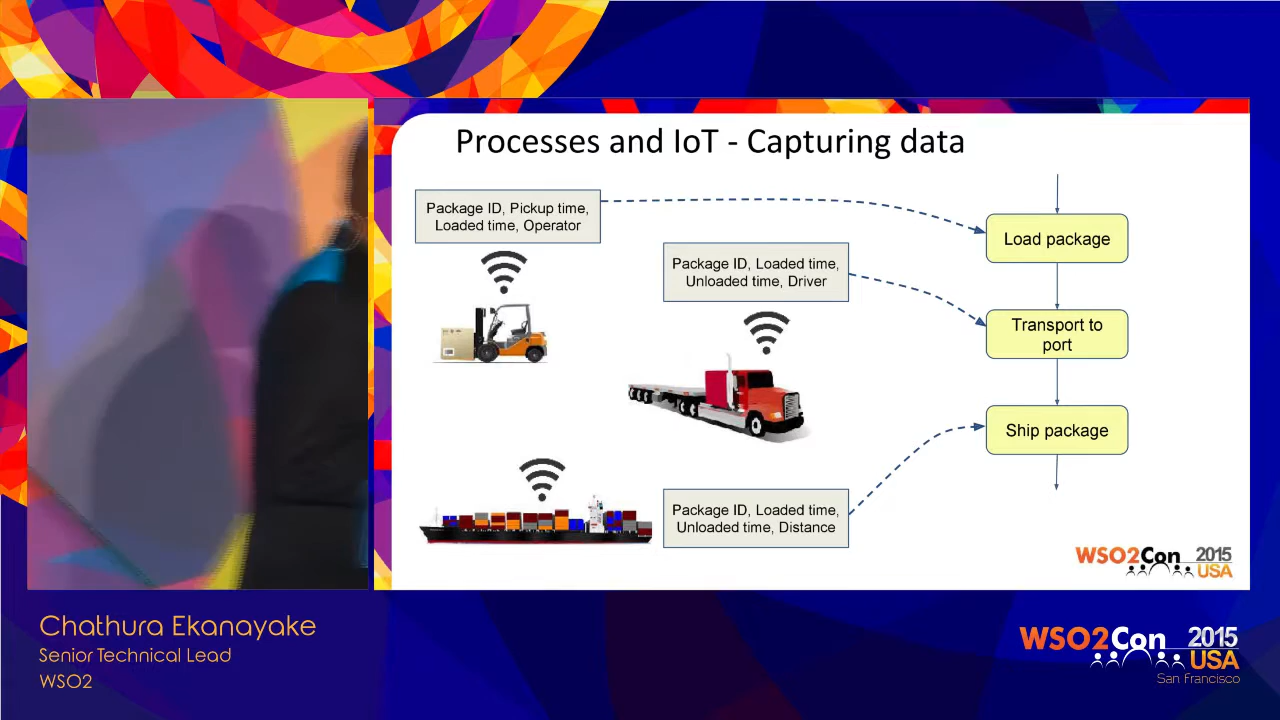 Processes and IoT - Capturing data
Package ID, Pickup time,
Loaded time, Operator
Package ID, Loaded time,
Unloaded time, Driver
Package ID, Loaded time,
Unloaded time, Distance
Load package
Transport to
port
Ship package
WSO2Con 2015
USA
Chathura Ekanayake
Senior Technical Lead
WSO2
WSO2Con 2015
USA
San Francisco